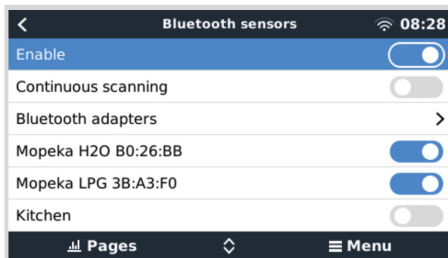 Bluetooth sensors 08:28
Enable
Continuous scanning
Bluetooth adapters
Mopeka H2O B0:26:BB
Mopeka LPG 3B:A3:F0
Kitchen
Pages Menu